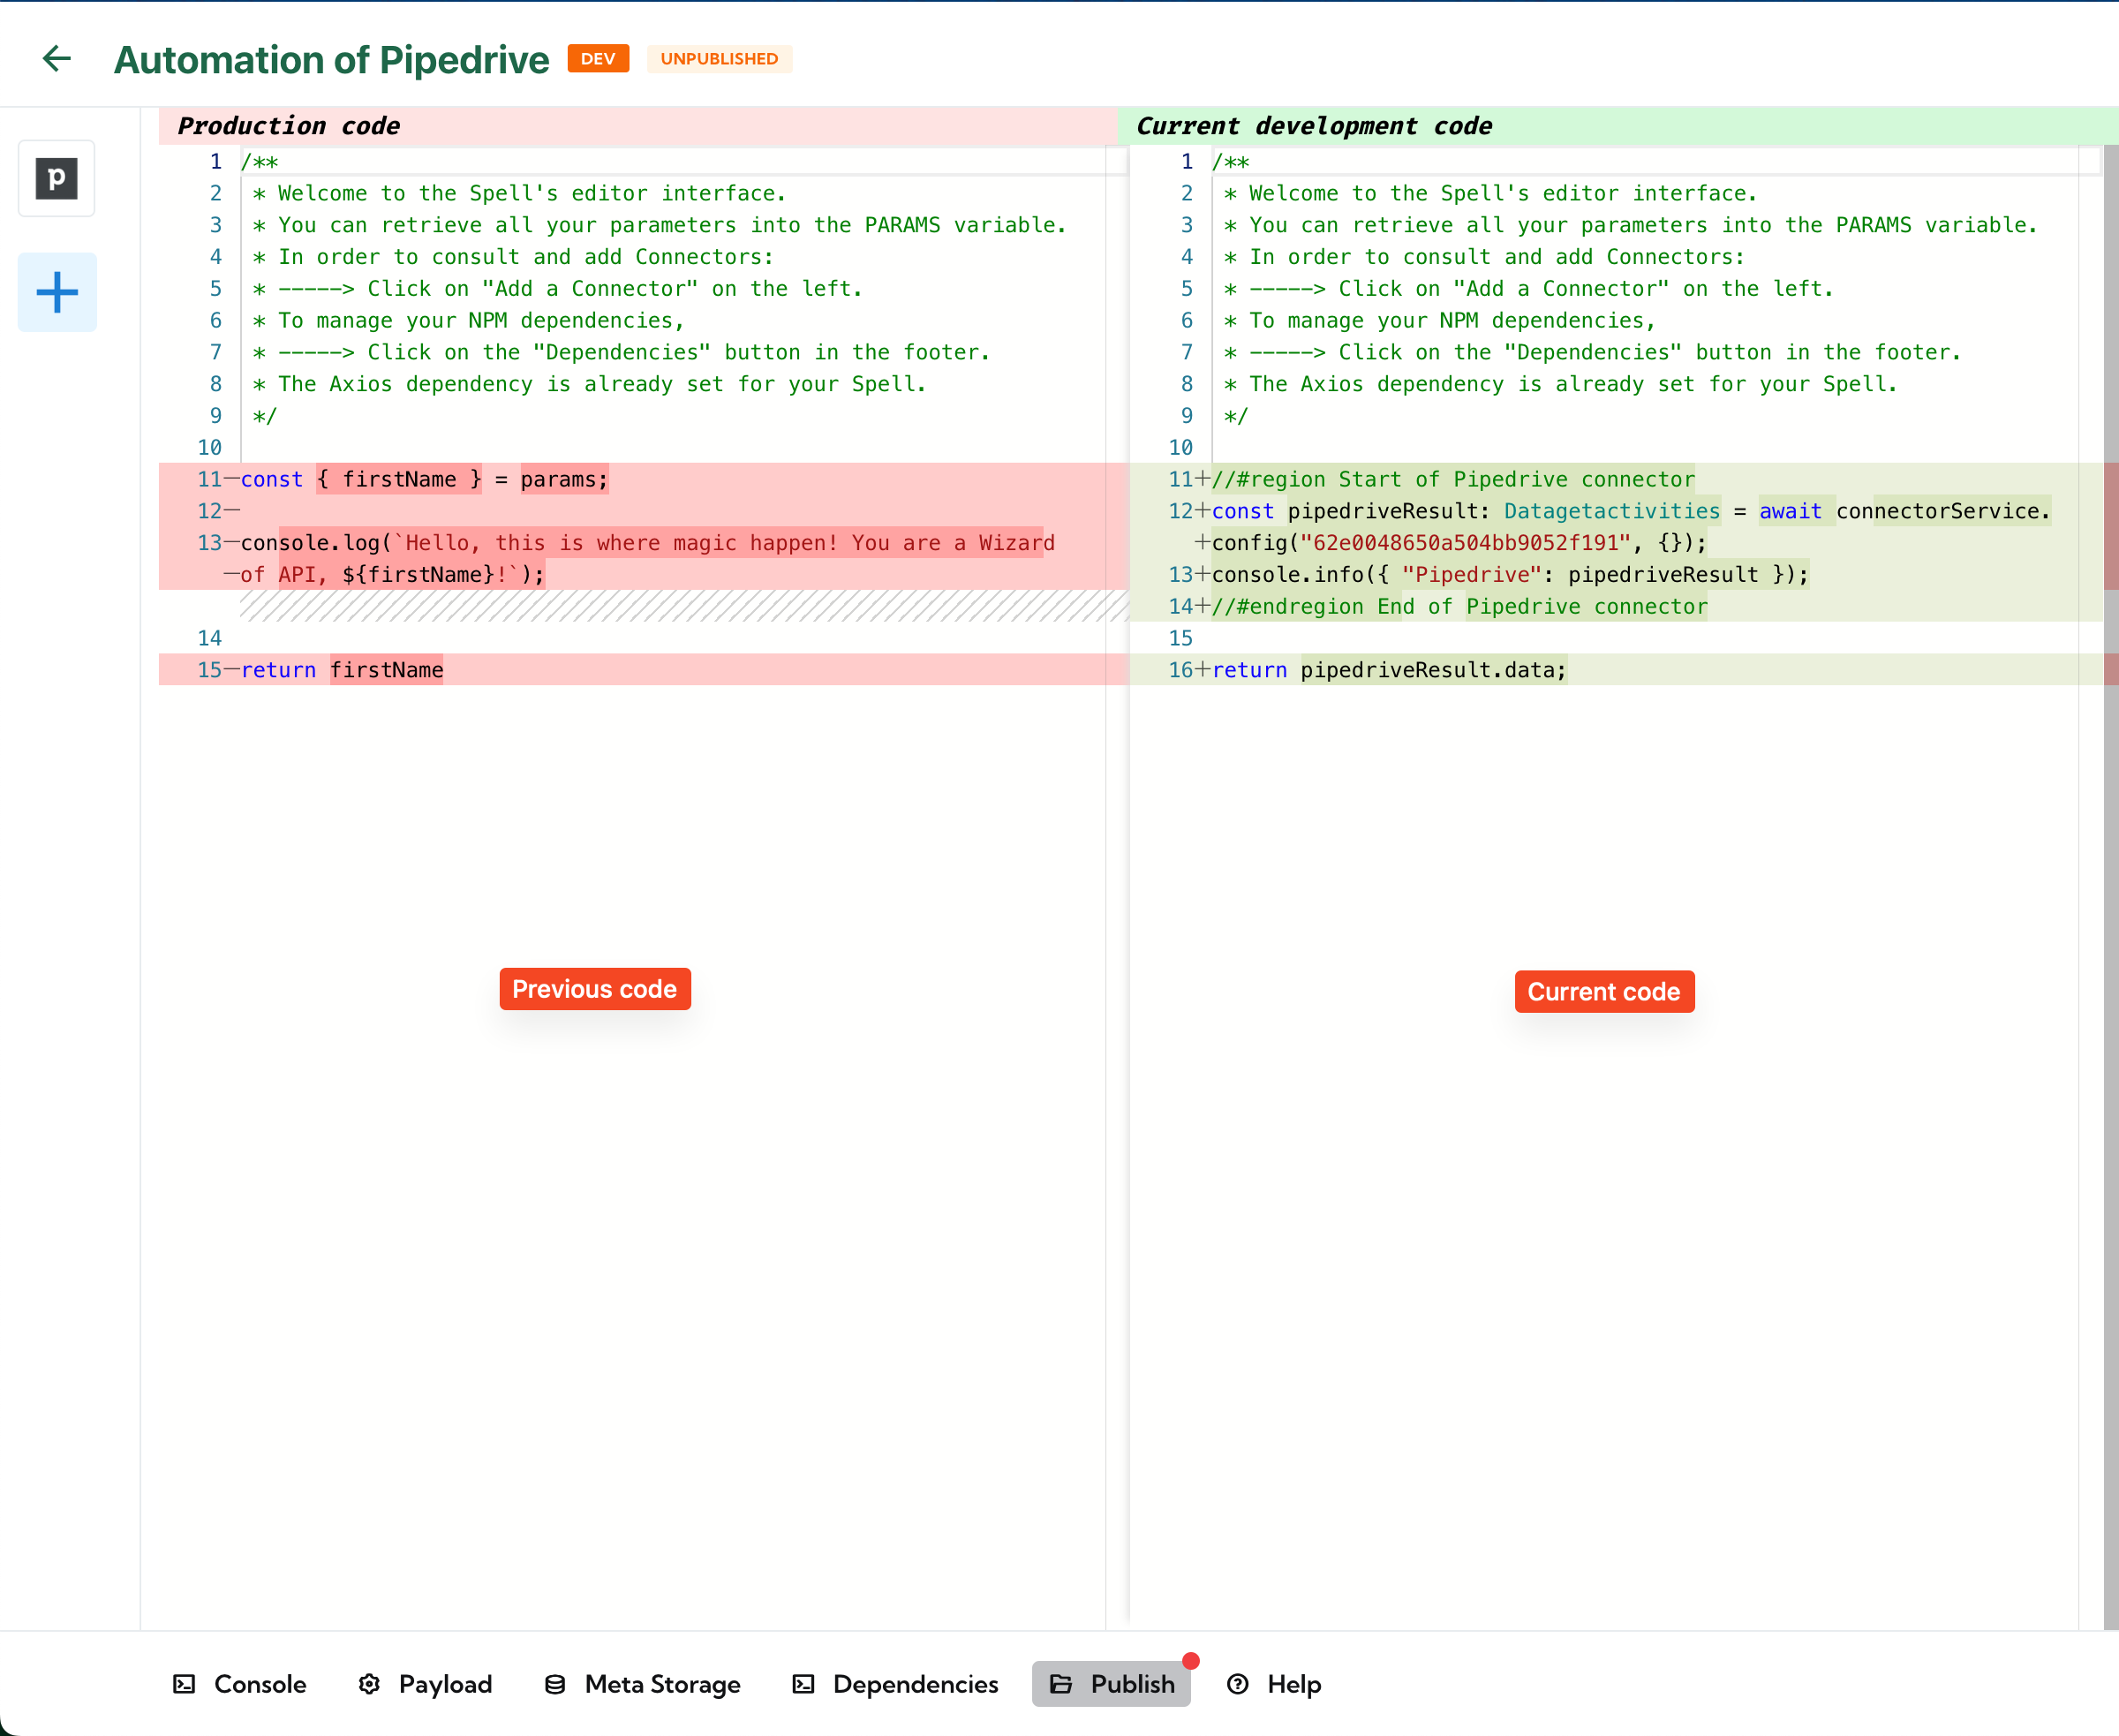 Automation of Pipedrive DEV UNPUBLISHED
p
Production code
1 /**
2 * Welcome to the Spell's editor interface.
3 * You can retrieve all your parameters into the PARAMS variable.
4 * In order to consult and add Connectors:
5 * -----> Click on "Add a Connector" on the left.
6 * To manage your NPM dependencies,
7 * -----> Click on the "Dependencies" button in the footer.
8 * The Axios dependency is already set for your Spell.
9 */
10
11—const { firstName } = params;
12—
13—console.log(`Hello, this is where magic happen! You are a Wizard
—of API, ${firstName}!`);
14
15—return firstName
Previous code
Current development code
1 /**
2 * Welcome to the Spell's editor interface.
3 * You can retrieve all your parameters into the PARAMS variable.
4 * In order to consult and add Connectors:
5 * -----> Click on "Add a Connector" on the left.
6 * To manage your NPM dependencies,
7 * -----> Click on the "Dependencies" button in the footer.
8 * The Axios dependency is already set for your Spell.
9 */
10
11+//#region Start of Pipedrive connector
12+const pipedriveResult: Datagetactivities = await connectorService.
+config("62e0048650a504bb9052f191", {});
13+console.info({ "Pipedrive": pipedriveResult });
14+//#endregion End of Pipedrive connector
15
16+return pipedriveResult.data;
Current code
Console Payload Meta Storage Dependencies Publish Help